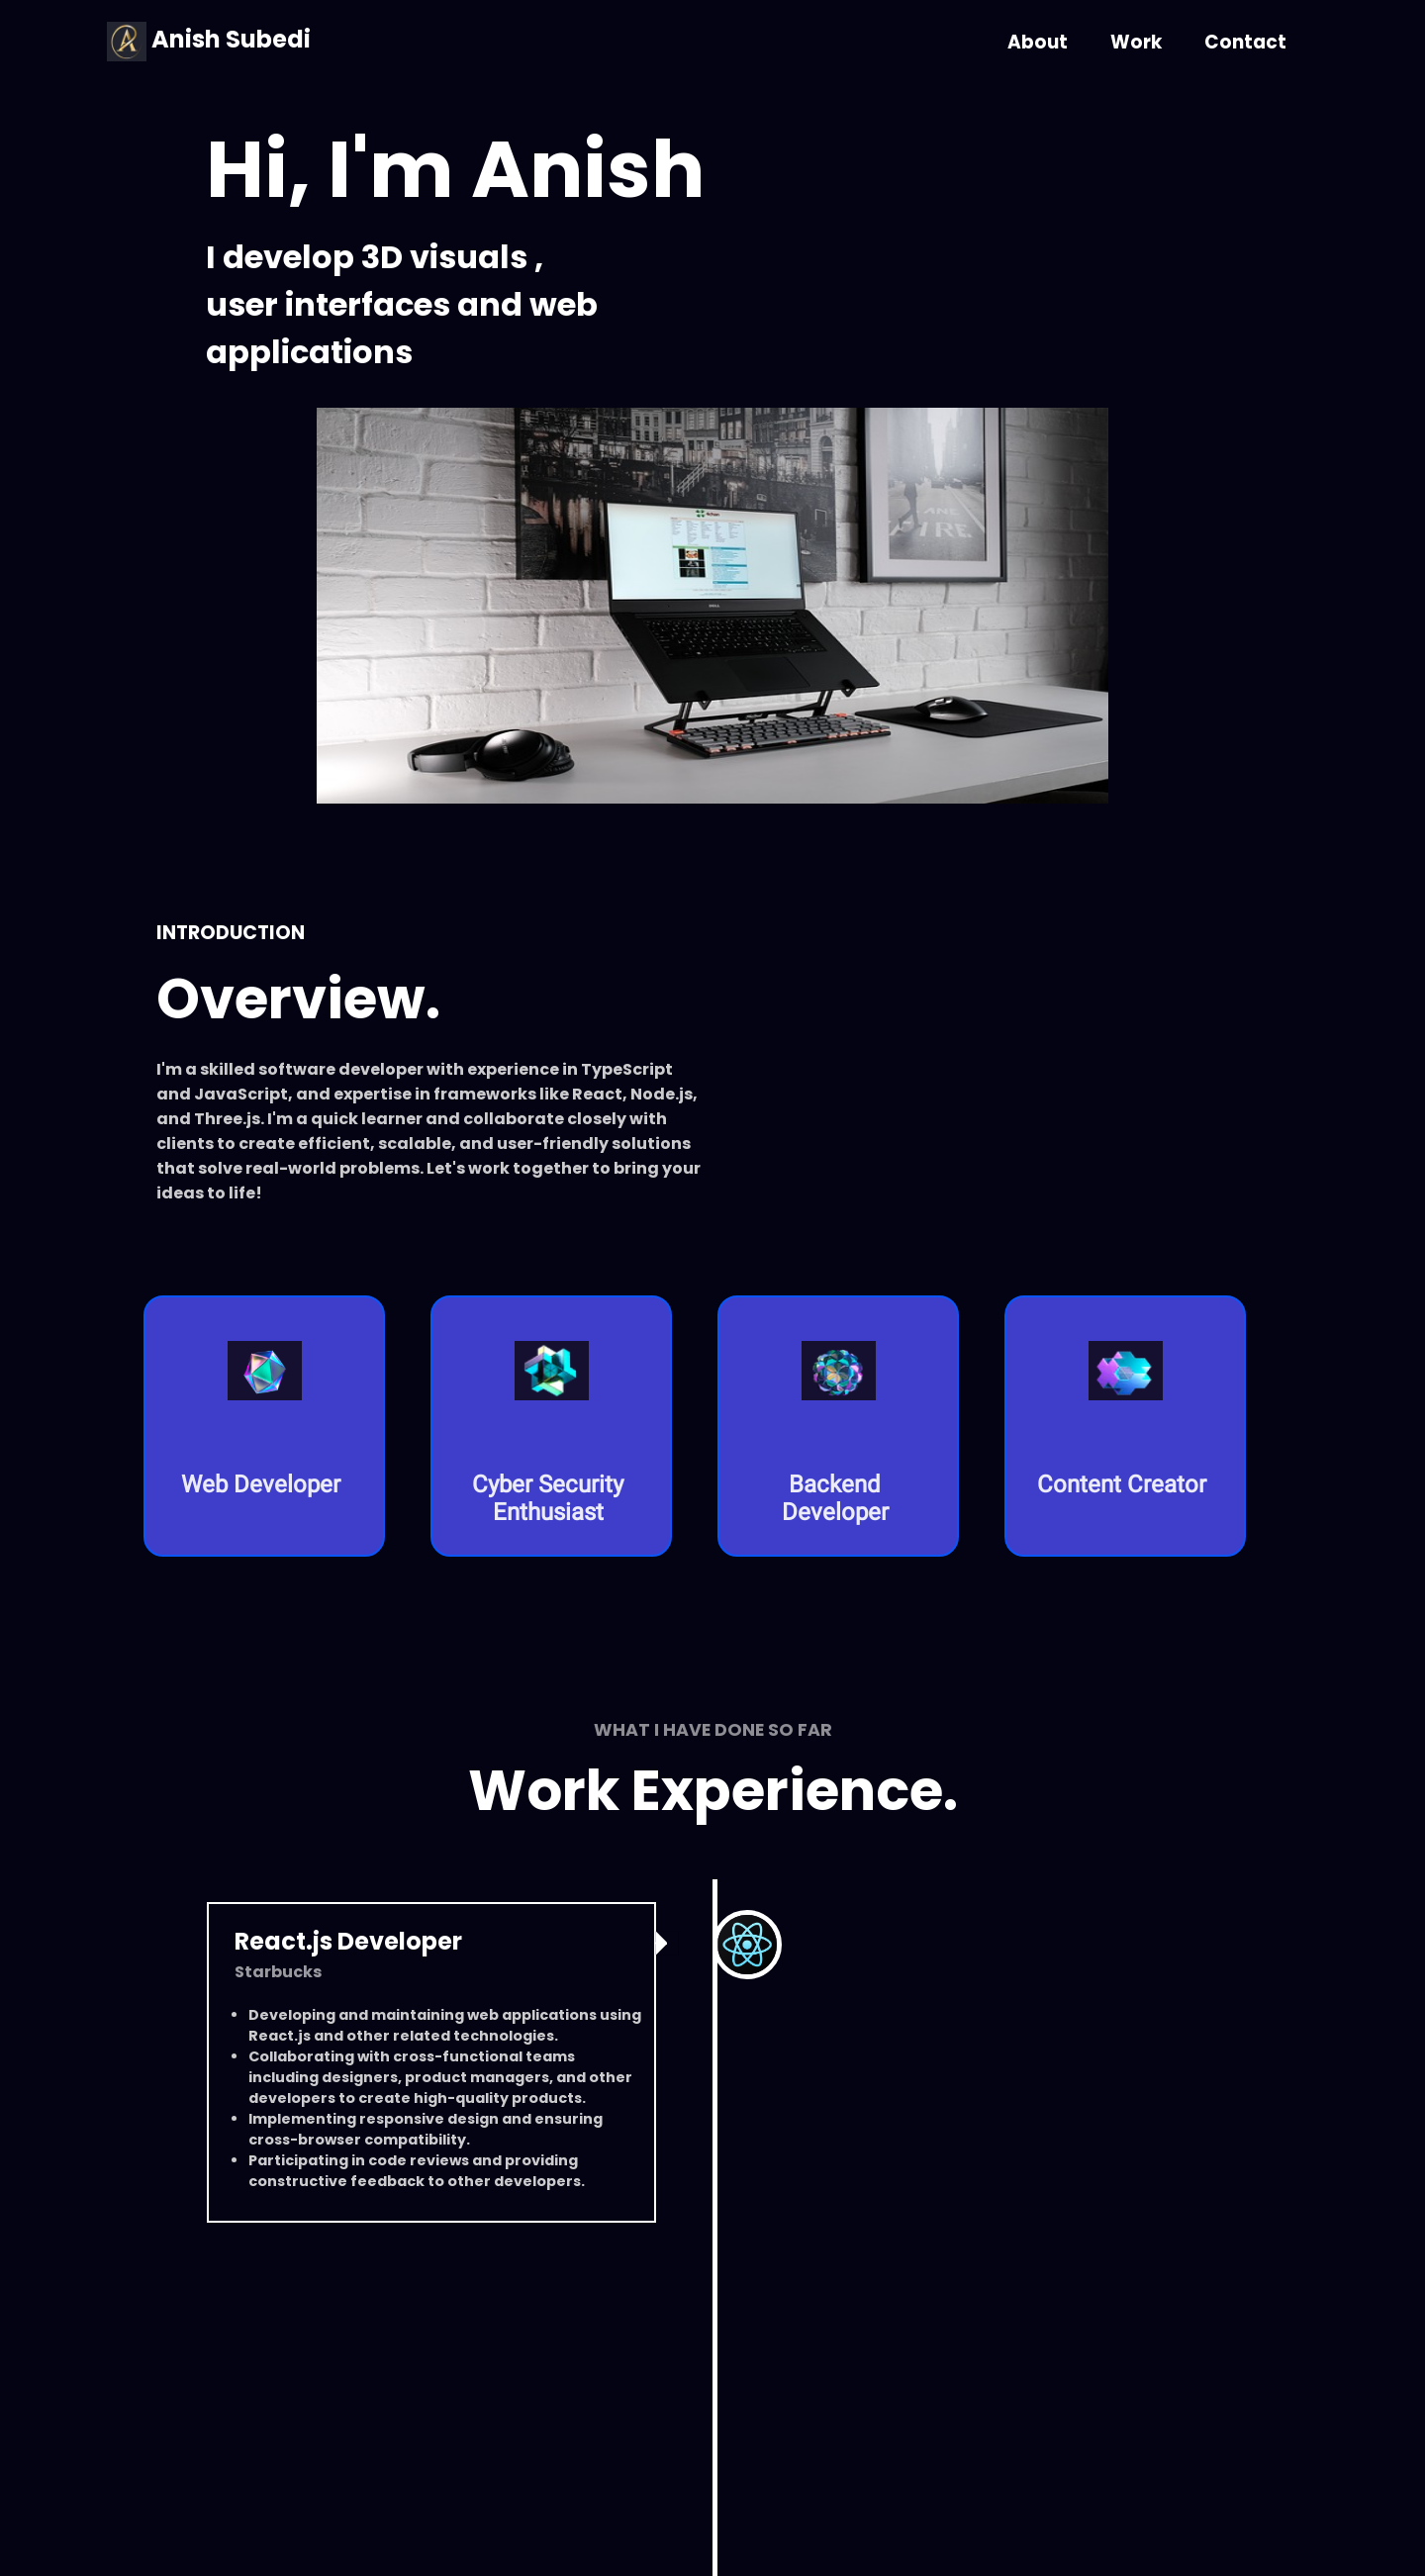 Anish Subedi
About Work Contact
Hi, I'm Anish
I develop 3D visuals ,
user interfaces and web
applications
ANE
INTRODUCTION
Overview.
I'm a skilled software developer with experience in TypeScript
and JavaScript, and expertise in frameworks like React, Node.js,
and Three.js. I'm a quick learner and collaborate closely with
clients to create efficient, scalable, and user-friendly solutions
that solve real-world problems. Let's work together to bring your
ideas to life!
Web Developer
Cyber Security
Enthusiast
Backend
Developer
Content Creator
WHAT I HAVE DONE SO FAR
Work Experience.
React.js Developer
Starbucks
• Developing and maintaining web applications using
React.js and other related technologies.
• Collaborating with cross-functional teams
including designers, product managers, and other
developers to create high-quality products.
• Implementing responsive design and ensuring
cross-browser compatibility.
• Participating in code reviews and providing
constructive feedback to other developers.